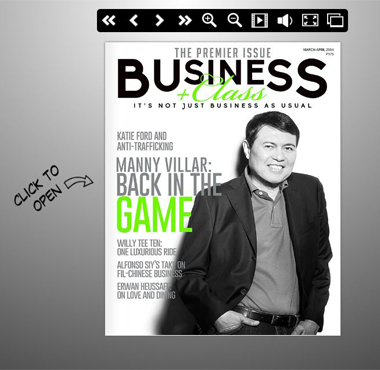 THE PREMIER ISSUE
MARCH-APRIL 2014
BUSINESS
+Class
IT'S NOT JUST BUSINESS AS USUAL
KATIE FORD AND
ANTI-TRAFFICKING
MANNY VILLAR:
BACK IN THE
GAME
WILLY TEE TEN:
ONE LUXURIOUS RIDE
ALFONSO SIY'S TAKE ON
FIL-CHINESE BUSINESS
ERWAN HEUSSAFF
ON LOVE AND DINING
CLICK TO
OPEN